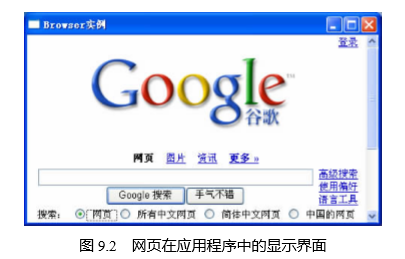 Browser实例
登录
Google™
谷歌
网页 图片 资讯 更多 »
高级搜索
Google 搜索 手气不错 使用偏好
语言工具
搜索: 网页 所有中文网页 简体中文网页 中国的网页
图 9.2 网页在应用程序中的显示界面